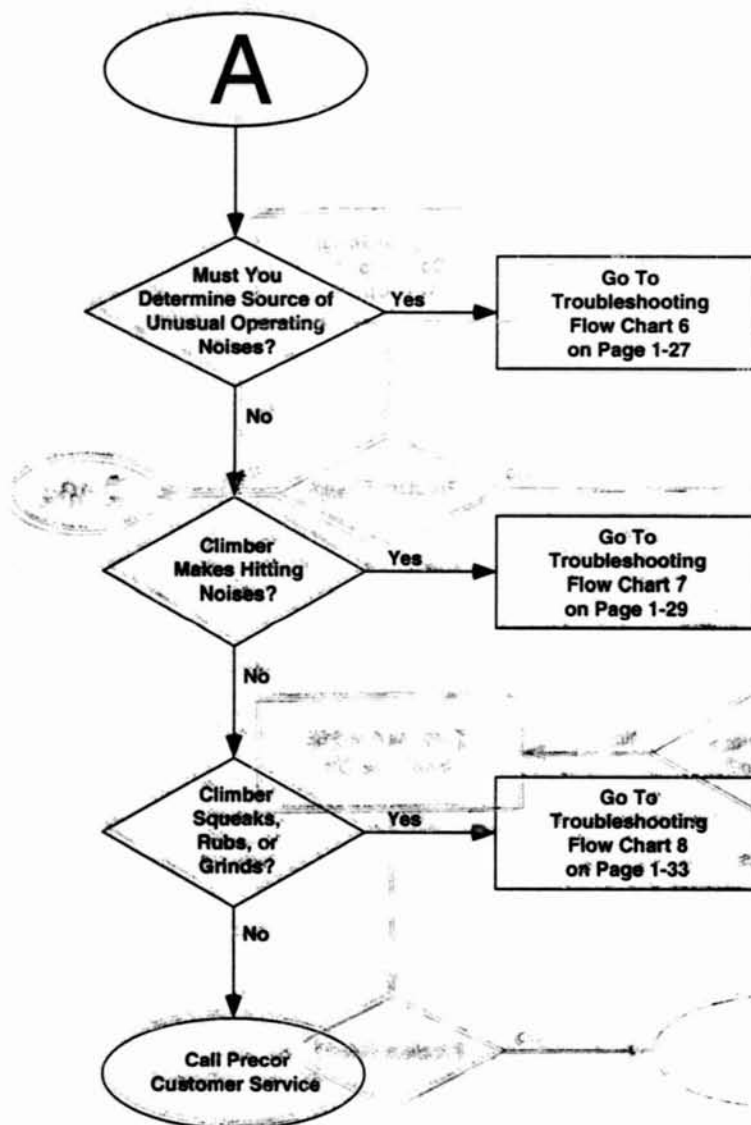 A
Must You
Determine Source of
Unusual Operating
Noises?
Yes
Go To
Troubleshooting
Flow Chart 6
on Page 1-27
No
Climber
Makes Hitting
Noises?
Yes
Go To
Troubleshooting
Flow Chart 7
on Page 1-29
No
Climber
Squeaks,
Rubs, or
Grinds?
Yes
Go To
Troubleshooting
Flow Chart 8
on Page 1-33
No
Call Precor
Customer Service